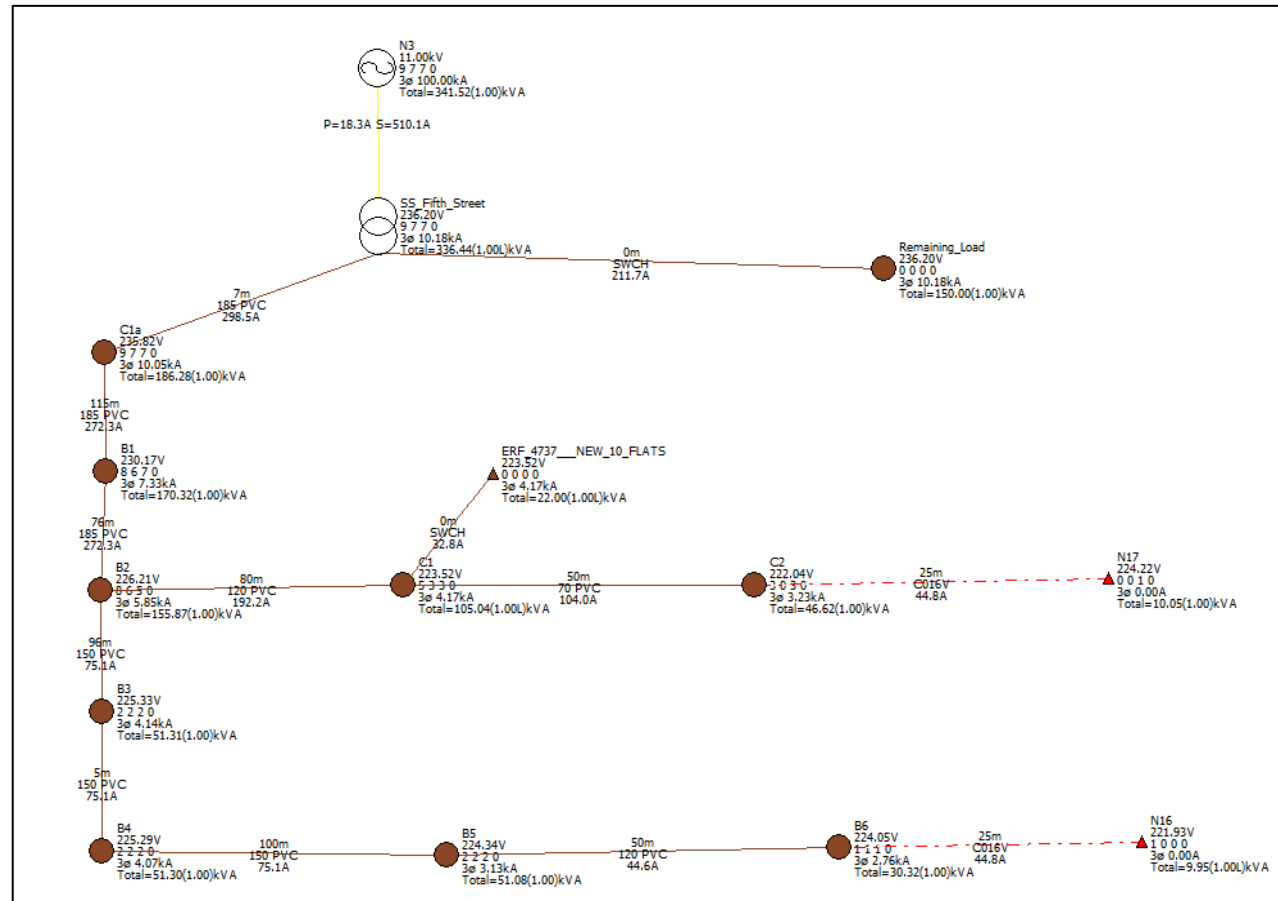 N3
11.00kV
9 7 7 0
3ø 100.00kA
Total=341.52(1.00)kVA
P=18.3A S=510.1A
SS_Fifth_Street
236.20V
9 7 7 0
3ø 10.18kA
Total=336.44(1.00L)kVA
0m
SWCH
211.7A
Remaining_Load
236.20V
0 0 0 0
3ø 10.18kA
Total=150.00(1.00)kVA
7m
185 PVC
298.5A
C1a
235.82V
9 7 7 0
3ø 10.05kA
Total=186.28(1.00)kVA
115m
185 PVC
272.3A
B1
230.17V
8 6 7 0
3ø 7.33kA
Total=170.32(1.00)kVA
ERF_4737___NEW_10_FLATS
223.52V
0 0 0 0
3ø 4.17kA
Total=22.00(1.00L)kVA
0m
SWCH
32.8A
76m
185 PVC
272.3A
B2
226.21V
8 6 5 0
3ø 5.85kA
Total=155.87(1.00)kVA
80m
120 PVC
192.2A
C1
223.52V
5 3 3 0
3ø 4.17kA
Total=105.04(1.00L)kVA
50m
70 PVC
104.0A
C2
222.04V
3 0 3 0
3ø 3.23kA
Total=46.62(1.00)kVA
25m
CO16V
44.8A
N17
224.22V
0 0 1 0
3ø 0.00A
Total=10.05(1.00)kVA
96m
150 PVC
75.1A
B3
225.33V
2 2 2 0
3ø 4.14kA
Total=51.31(1.00)kVA
5m
150 PVC
75.1A
B4
225.29V
2 2 2 0
3ø 4.07kA
Total=51.30(1.00)kVA
100m
150 PVC
75.1A
B5
224.34V
2 2 2 0
3ø 3.13kA
Total=51.08(1.00)kVA
50m
120 PVC
44.6A
B6
224.05V
1 1 1 0
3ø 2.76kA
Total=30.32(1.00)kVA
25m
CO16V
44.8A
N16
221.93V
1 0 0 0
3ø 0.00A
Total=9.95(1.00L)kVA